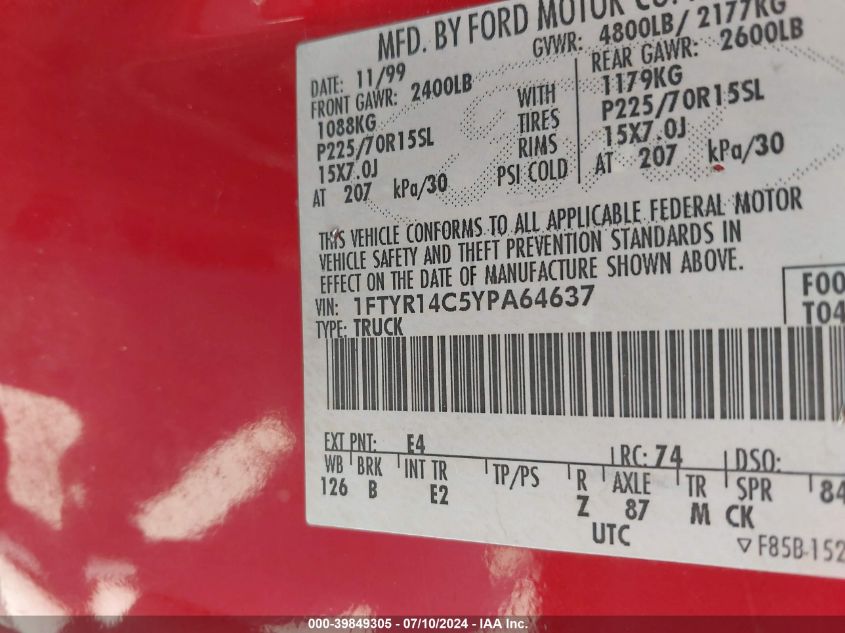 MFD. BY FORD MOTOR CO.
GVWR: 4800LB/ 2177KG
DATE: 11/99
FRONT GAWR: 2400LB
1088KG
P225/70R15SL
15X7.0J
AT 207 kPa/30
WITH
TIRES
RIMS
PSI COLD
REAR GAWR: 2600LB
1179KG
P225/70R15SL
15X7.0J
AT 207 kPa/30
THIS VEHICLE CONFORMS TO ALL APPLICABLE FEDERAL MOTOR
VEHICLE SAFETY AND THEFT PREVENTION STANDARDS IN
EFFECT ON THE DATE OF MANUFACTURE SHOWN ABOVE.
VIN: 1FTYR14C5YPA64637
TYPE: TRUCK
F00
T04
EXT PNT: E4
RC: 74 DSO:
WB BRK INT TR TP/PS R AXLE TR SPR 84
126 B E2 Z 87 M CK
UTC
▽ F85B-152
000-39849305 / 07/10/2024 - IAA Inc.